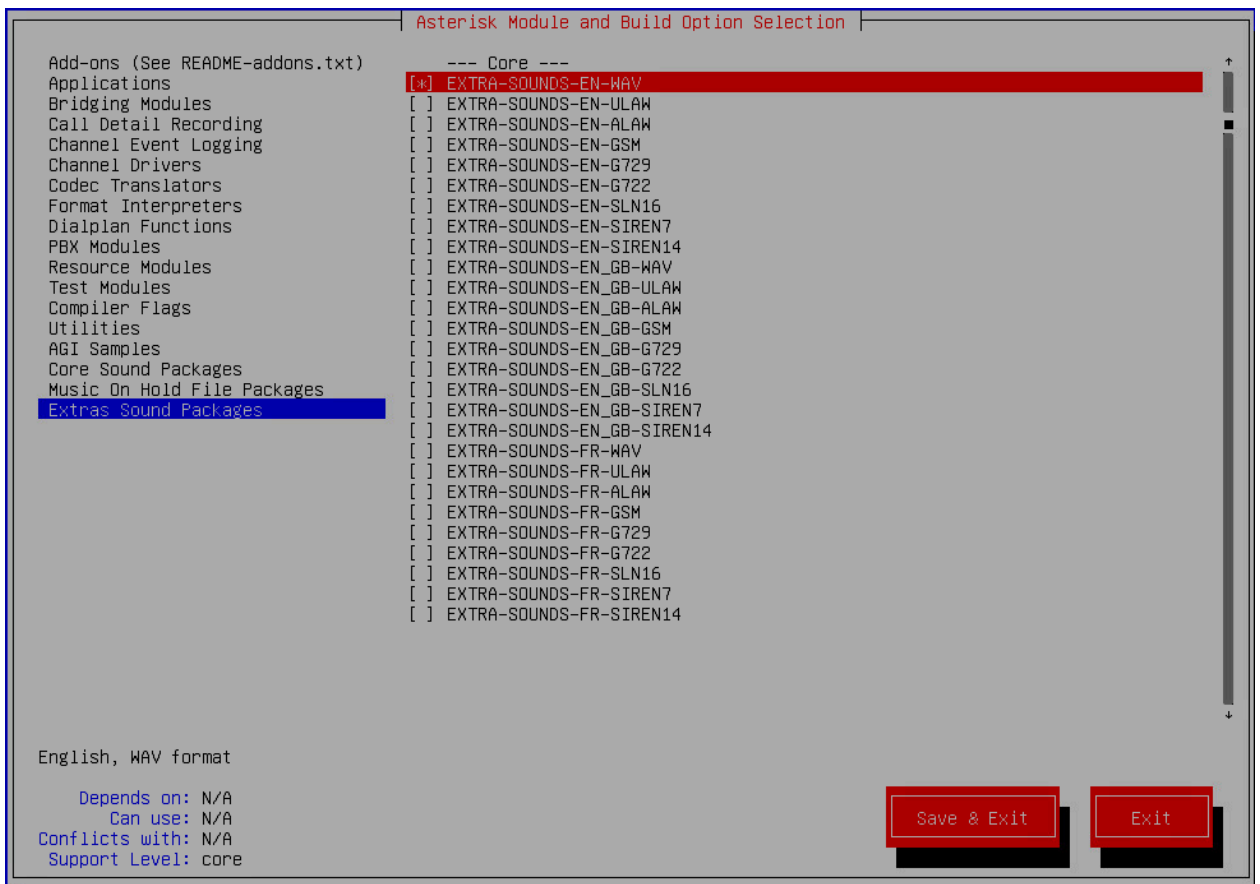 Asterisk Module and Build Option Selection
Add-ons (See README-addons.txt)
Applications
Bridging Modules
Call Detail Recording
Channel Event Logging
Channel Drivers
Codec Translators
Format Interpreters
Dialplan Functions
PBX Modules
Resource Modules
Test Modules
Compiler Flags
Utilities
AGI Samples
Core Sound Packages
Music On Hold File Packages
Extras Sound Packages
--- Core ---
[*] EXTRA-SOUNDS-EN-WAV
[ ] EXTRA-SOUNDS-EN-ULAW
[ ] EXTRA-SOUNDS-EN-ALAW
[ ] EXTRA-SOUNDS-EN-GSM
[ ] EXTRA-SOUNDS-EN-G729
[ ] EXTRA-SOUNDS-EN-G722
[ ] EXTRA-SOUNDS-EN-SLN16
[ ] EXTRA-SOUNDS-EN-SIREN7
[ ] EXTRA-SOUNDS-EN-SIREN14
[ ] EXTRA-SOUNDS-EN_GB-WAV
[ ] EXTRA-SOUNDS-EN_GB-ULAW
[ ] EXTRA-SOUNDS-EN_GB-ALAW
[ ] EXTRA-SOUNDS-EN_GB-GSM
[ ] EXTRA-SOUNDS-EN_GB-G729
[ ] EXTRA-SOUNDS-EN_GB-G722
[ ] EXTRA-SOUNDS-EN_GB-SLN16
[ ] EXTRA-SOUNDS-EN_GB-SIREN7
[ ] EXTRA-SOUNDS-EN_GB-SIREN14
[ ] EXTRA-SOUNDS-FR-WAV
[ ] EXTRA-SOUNDS-FR-ULAW
[ ] EXTRA-SOUNDS-FR-ALAW
[ ] EXTRA-SOUNDS-FR-GSM
[ ] EXTRA-SOUNDS-FR-G729
[ ] EXTRA-SOUNDS-FR-G722
[ ] EXTRA-SOUNDS-FR-SLN16
[ ] EXTRA-SOUNDS-FR-SIREN7
[ ] EXTRA-SOUNDS-FR-SIREN14
English, WAV format
Depends on: N/A
Can use: N/A
Conflicts with: N/A
Support Level: core
Save & Exit
Exit